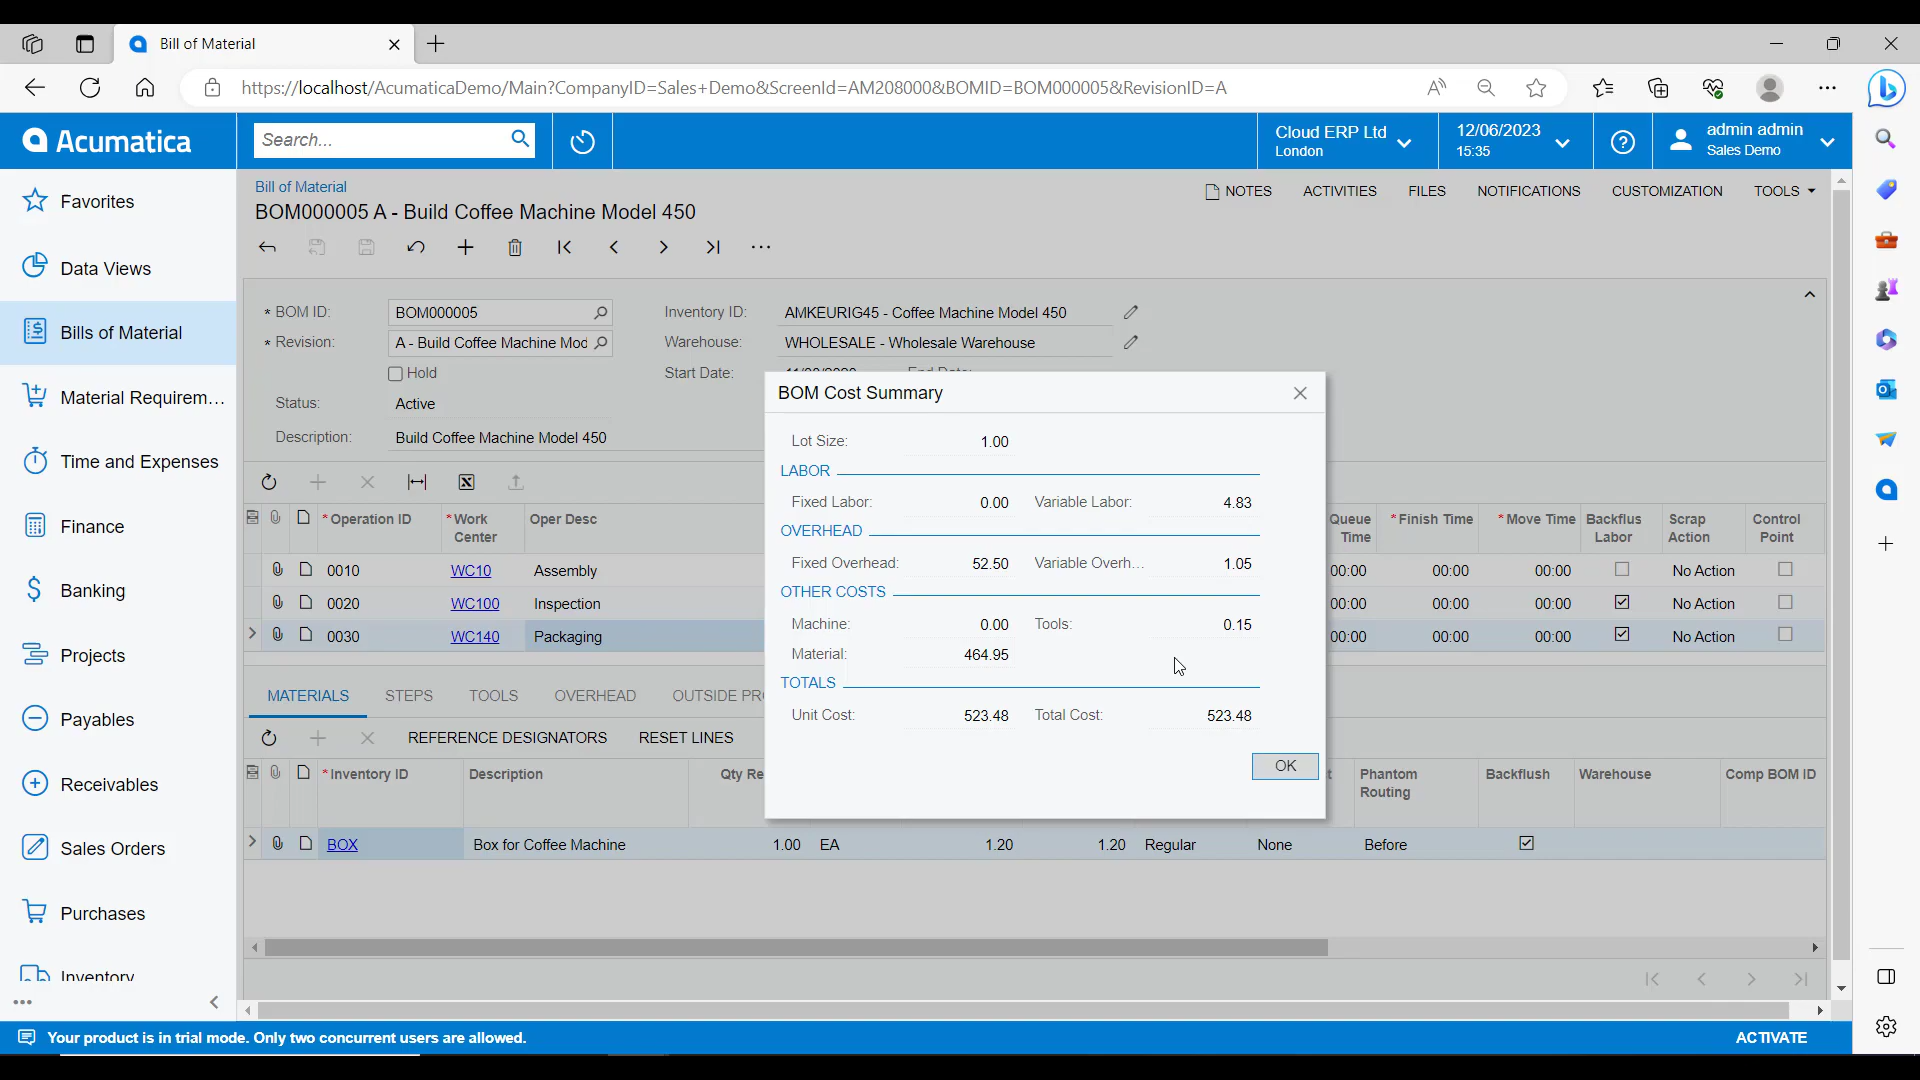 Bill of Material
https://localhost/AcumaticaDemo/Main?CompanyID=Sales+Demo&ScreenId=AM208000&BOMID=BOM000005&RevisionID=A
Acumatica
Search...
Cloud ERP Ltd
London
12/06/2023
15:35
admin admin
Sales Demo
Favorites
Data Views
Bills of Material
Material Requirem...
Time and Expenses
Finance
Banking
Projects
Payables
Receivables
Sales Orders
Purchases
Inventory
Bill of Material
BOM000005 A - Build Coffee Machine Model 450
NOTES ACTIVITIES FILES NOTIFICATIONS CUSTOMIZATION TOOLS
* BOM ID: BOM000005 Inventory ID: AMKEURIG45 - Coffee Machine Model 450
* Revision: A - Build Coffee Machine Mod Warehouse: WHOLESALE - Wholesale Warehouse
Hold Start Date:
Status: Active
Description: Build Coffee Machine Model 450
BOM Cost Summary
Lot Size: 1.00
LABOR
Fixed Labor: 0.00 Variable Labor: 4.83
OVERHEAD
Fixed Overhead: 52.50 Variable Overh... 1.05
OTHER COSTS
Machine: 0.00 Tools: 0.15
Material: 464.95
TOTALS
Unit Cost: 523.48 Total Cost: 523.48
OK
* Operation ID * Work Center Oper Desc Queue Time * Finish Time * Move Time Backflus Labor Scrap Action Control Point
0010 WC10 Assembly 00:00 00:00 00:00 No Action
0020 WC100 Inspection 00:00 00:00 00:00 No Action
0030 WC140 Packaging 00:00 00:00 00:00 No Action
MATERIALS STEPS TOOLS OVERHEAD OUTSIDE PR
REFERENCE DESIGNATORS RESET LINES
* Inventory ID Description Qty Re t Phantom Routing Backflush Warehouse Comp BOM ID
BOX Box for Coffee Machine 1.00 EA 1.20 1.20 Regular None Before
Your product is in trial mode. Only two concurrent users are allowed.
ACTIVATE